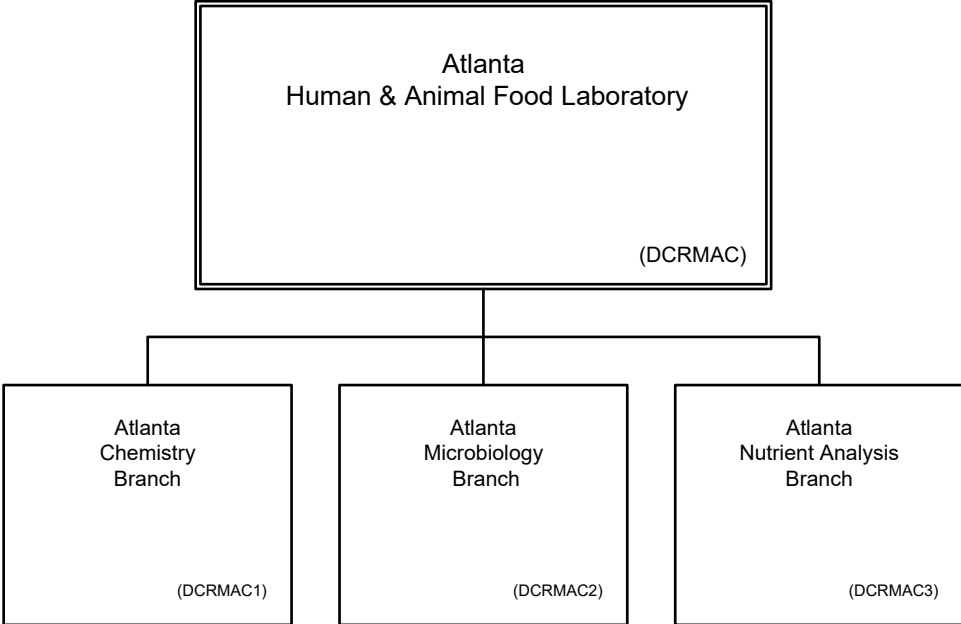 Atlanta
Human & Animal Food Laboratory
(DCRMAC)
Atlanta
Chemistry
Branch
(DCRMAC1)
Atlanta
Microbiology
Branch
(DCRMAC2)
Atlanta
Nutrient Analysis
Branch
(DCRMAC3)